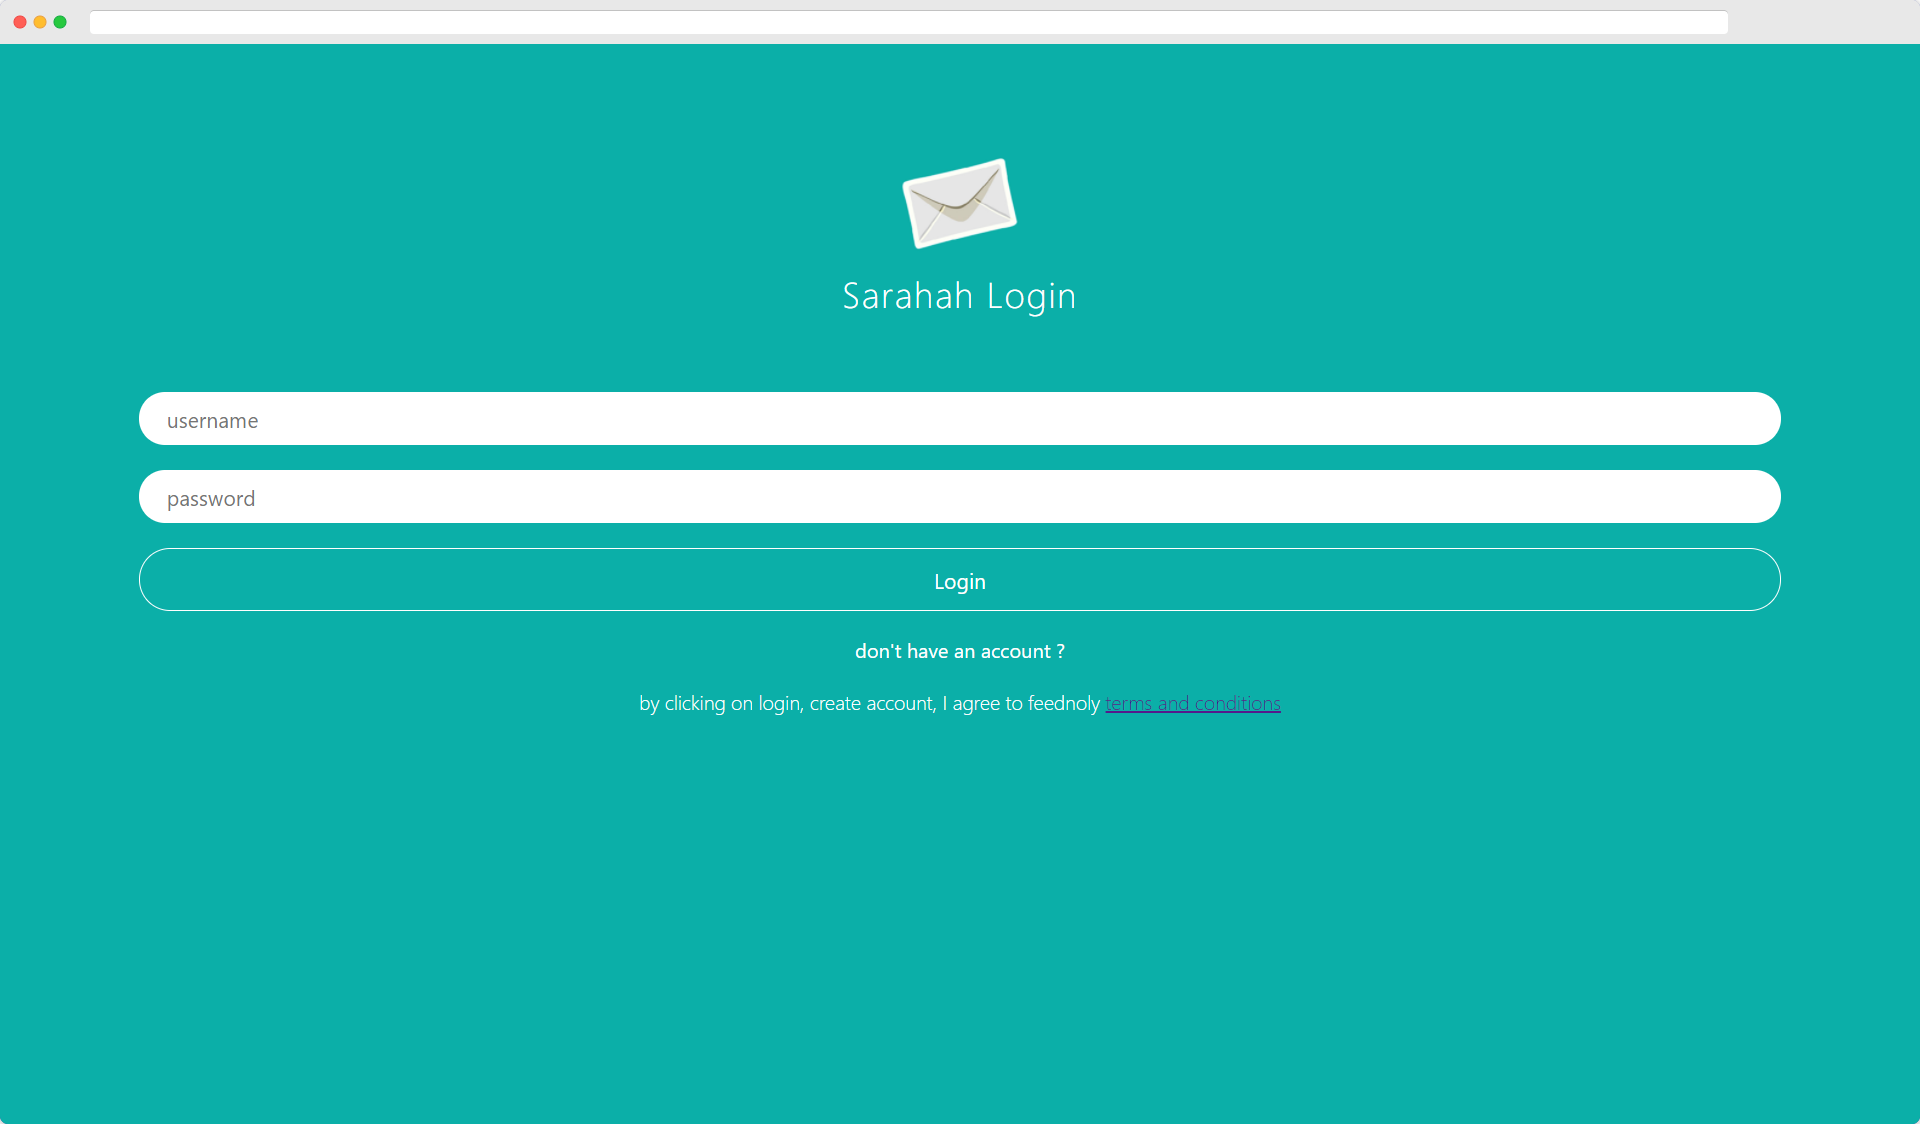 Sarahah Login
username
password
Login
don't have an account ?
by clicking on login, create account, I agree to feednoly terms and conditions